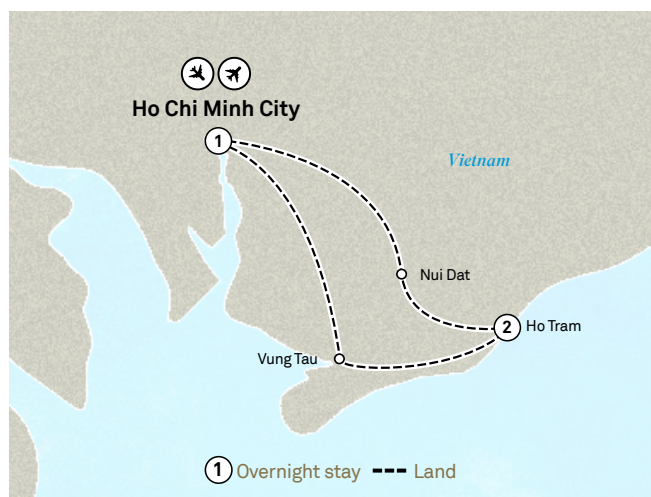 Ho Chi Minh City
1
Vietnam
Nui Dat
2 Ho Tram
Vung Tau
1 Overnight stay Land